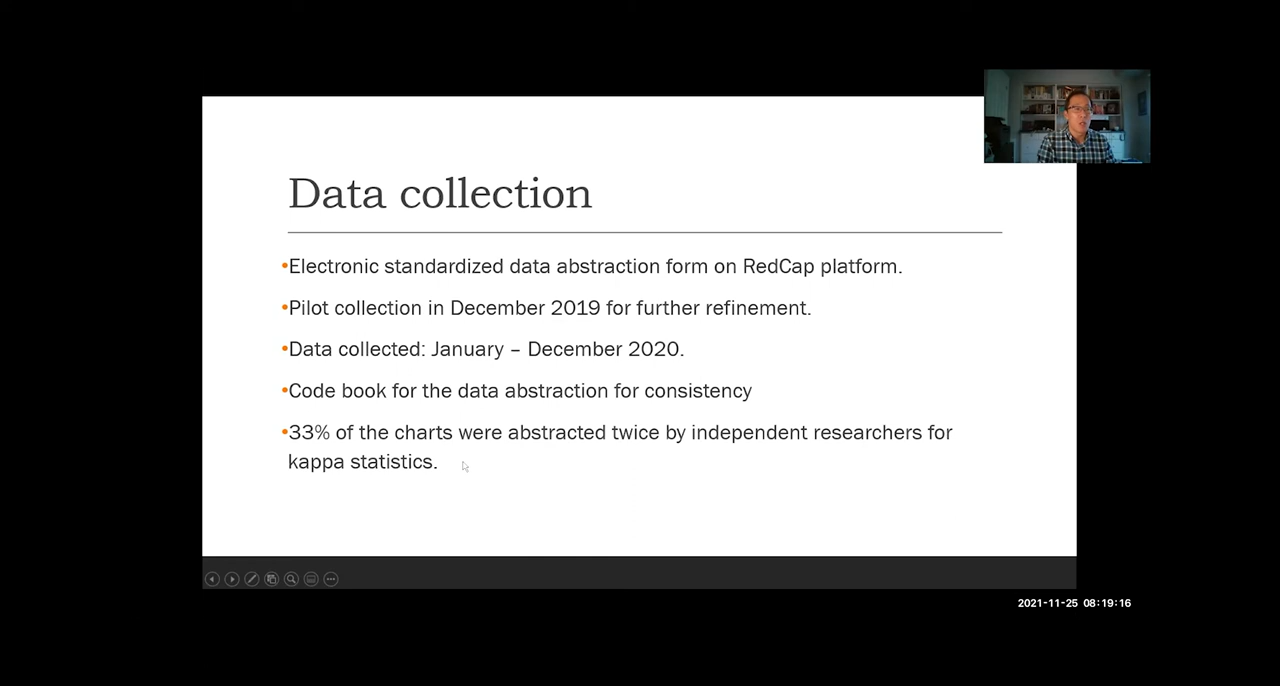 Data collection
•Electronic standardized data abstraction form on RedCap platform.
•Pilot collection in December 2019 for further refinement.
•Data collected: January – December 2020.
•Code book for the data abstraction for consistency
•33% of the charts were abstracted twice by independent researchers for
kappa statistics.
2021-11-25 08:19:16